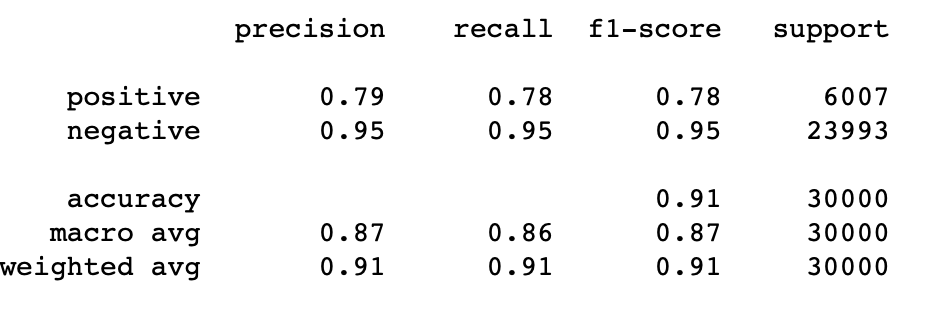 precision recall f1-score support
positive 0.79 0.78 0.78 6007
negative 0.95 0.95 0.95 23993
accuracy 0.91 30000
macro avg 0.87 0.86 0.87 30000
weighted avg 0.91 0.91 0.91 30000